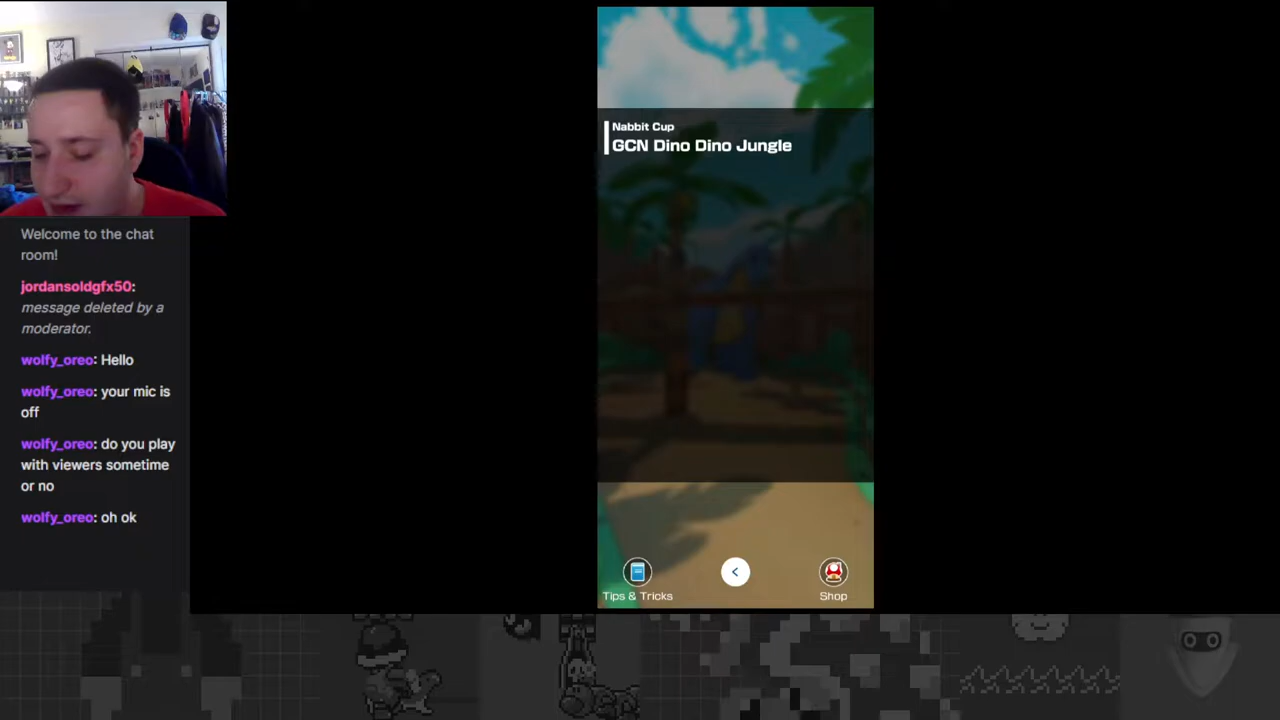 Welcome to the chat
room!
jordansoldgfx50:
message deleted by a
moderator.
wolfy_oreo: Hello
wolfy_oreo: your mic is
off
wolfy_oreo: do you play
with viewers sometime
or no
wolfy_oreo: oh ok
Nabbit Cup
GCN Dino Dino Jungle
Tips & Tricks
<
Shop